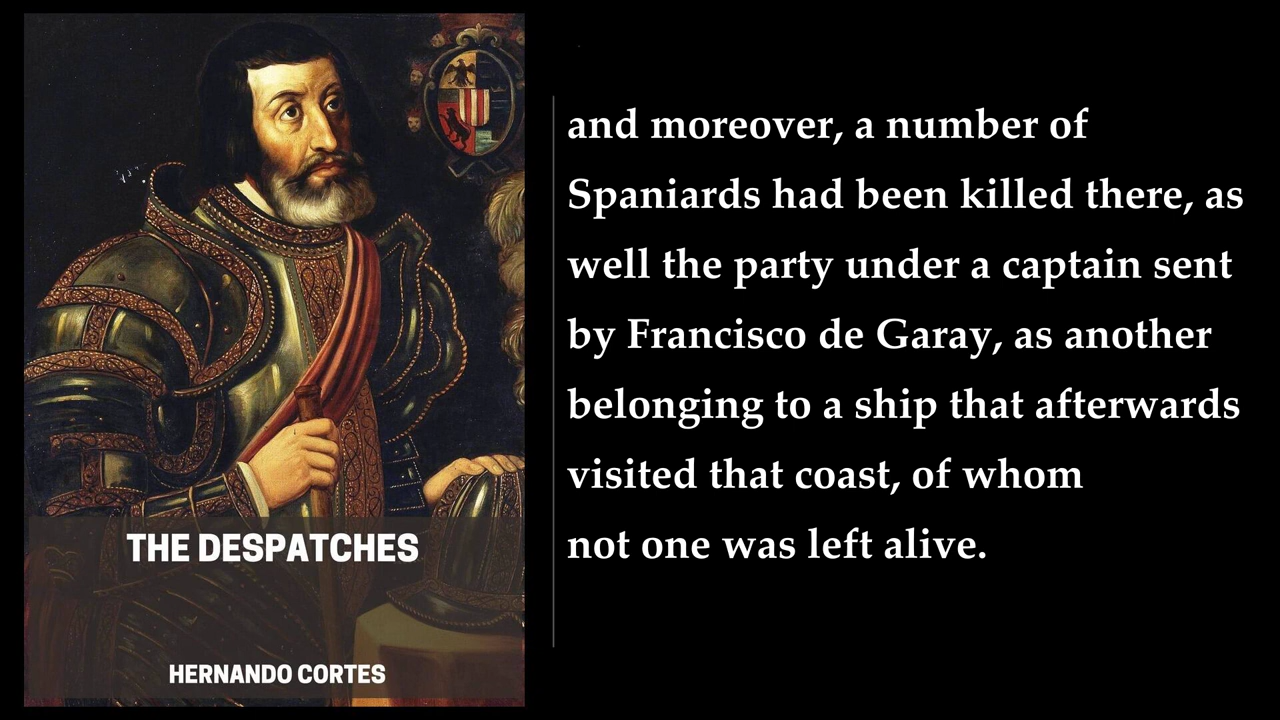 THE DESPATCHES
HERNANDO CORTES
and moreover, a number of
Spaniards had been killed there, as
well the party under a captain sent
by Francisco de Garay, as another
belonging to a ship that afterwards
visited that coast, of whom
not one was left alive.